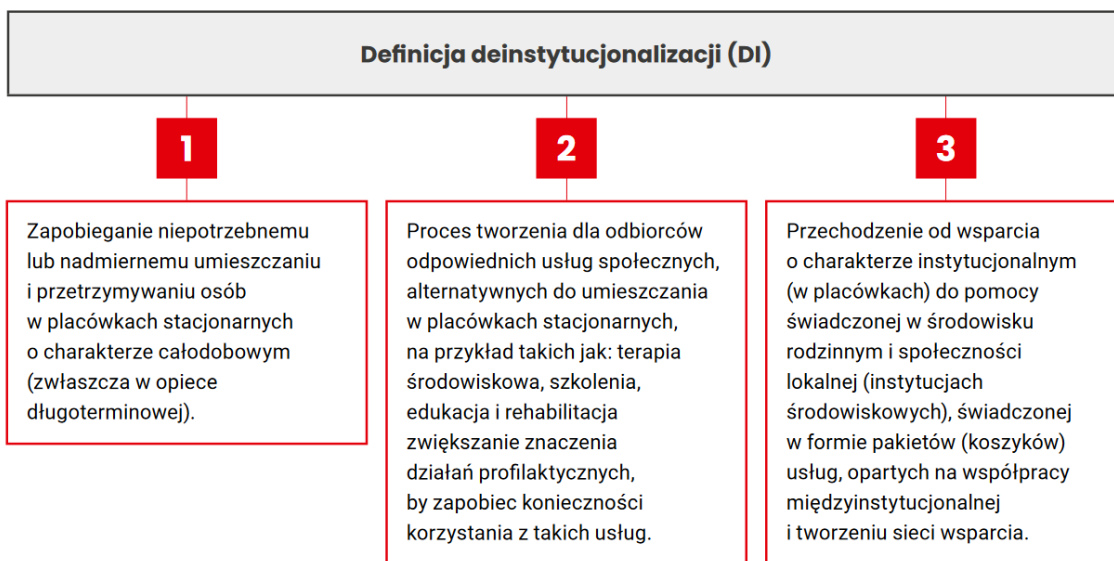 Definicja deinstytucjonalizacji (DI)
1
Zapobieganie niepotrzebnemu
lub nadmiernemu umieszczaniu
i przetrzymywaniu osób
w placówkach stacjonarnych
o charakterze całodobowym
(zwłaszcza w opiece
długoterminowej).
2
Proces tworzenia dla odbiorców
odpowiednich usług społecznych,
alternatywnych do umieszczania
w placówkach stacjonarnych,
na przykład takich jak: terapia
środowiskowa, szkolenia,
edukacja i rehabilitacja
zwiększanie znaczenia
działań profilaktycznych,
by zapobiec konieczności
korzystania z takich usług.
3
Przechodzenie od wsparcia
o charakterze instytucjonalnym
(w placówkach) do pomocy
świadczonej w środowisku
rodzinnym i społeczności
lokalnej (instytucjach
środowiskowych), świadczonej
w formie pakietów (koszyków)
usług, opartych na współpracy
międzyinstytucjonalnej
i tworzeniu sieci wsparcia.